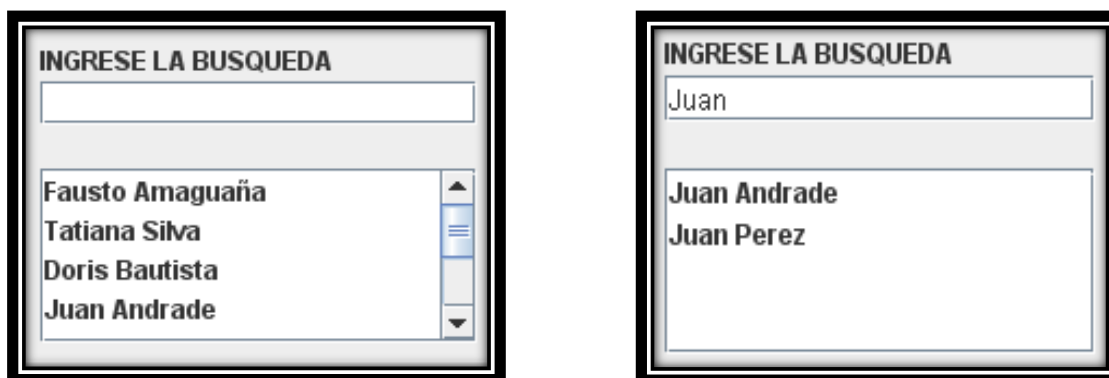 INGRESE LA BUSQUEDA
Fausto Amaguaña
Tatiana Silva
Doris Bautista
Juan Andrade
INGRESE LA BUSQUEDA
Juan
Juan Andrade
Juan Perez